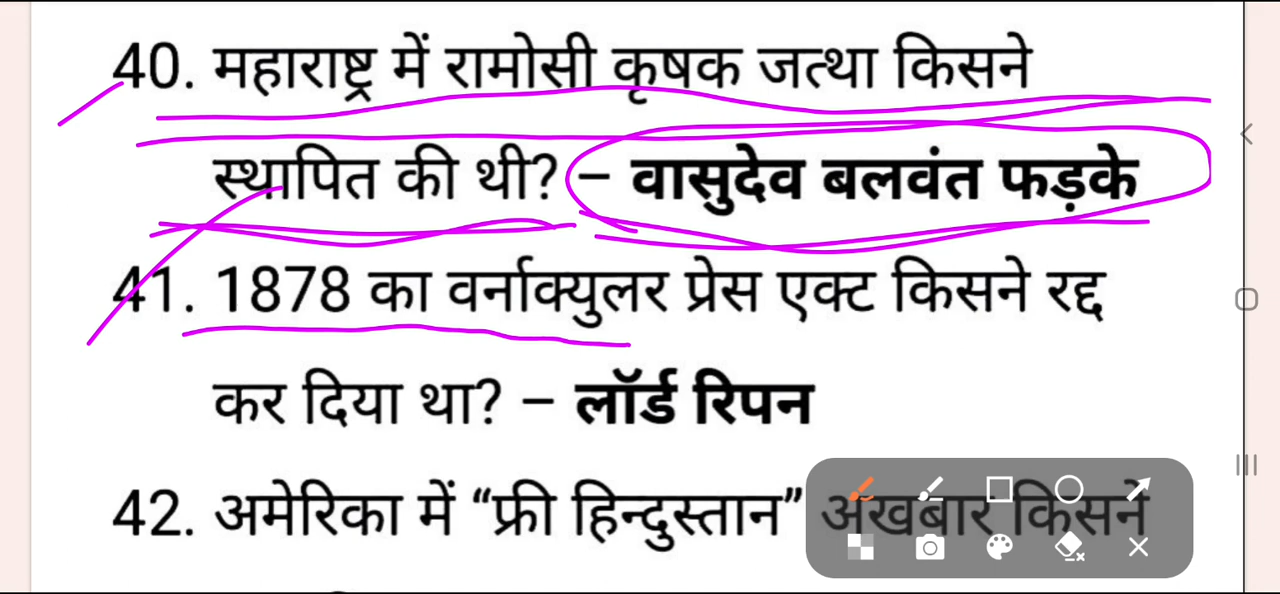 40. महाराष्ट्र में रामोसी कृषक जत्था किसने
स्थापित की थी? – वासुदेव बलवंत फड़के
41. 1878 का वर्नाक्युलर प्रेस एक्ट किसने रद्द
कर दिया था? – लॉर्ड रिपन
42. अमेरिका में “फ्री हिन्दुस्तान” अखबार किसने